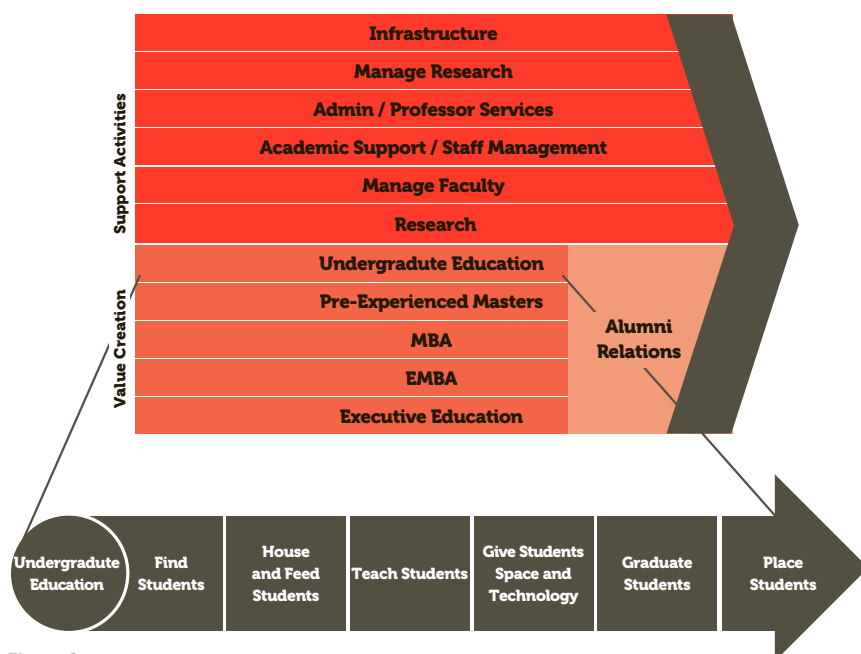 Infrastructure
Manage Research
Admin / Professor Services
Academic Support / Staff Management
Manage Faculty
Research
Support Activities
Undergradute Education
Pre-Experienced Masters
MBA
EMBA
Executive Education
Value Creation
Alumni
Relations
Undergradute
Education
Find
Students
House
and Feed
Students
Teach Students
Give Students
Space and
Technology
Graduate
Students
Place
Students